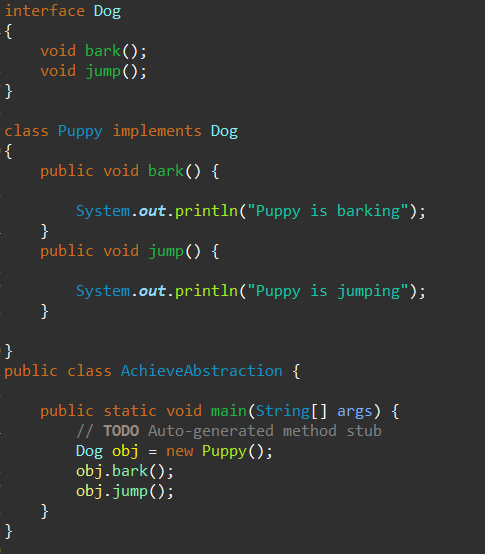 interface Dog
{
    void bark();
    void jump();
}

class Puppy implements Dog
{
    public void bark() {

        System.out.println("Puppy is barking");
    }
    public void jump() {

        System.out.println("Puppy is jumping");
    }

}
public class AchieveAbstraction {

    public static void main(String[] args) {
        // TODO Auto-generated method stub
        Dog obj = new Puppy();
        obj.bark();
        obj.jump();
    }
}